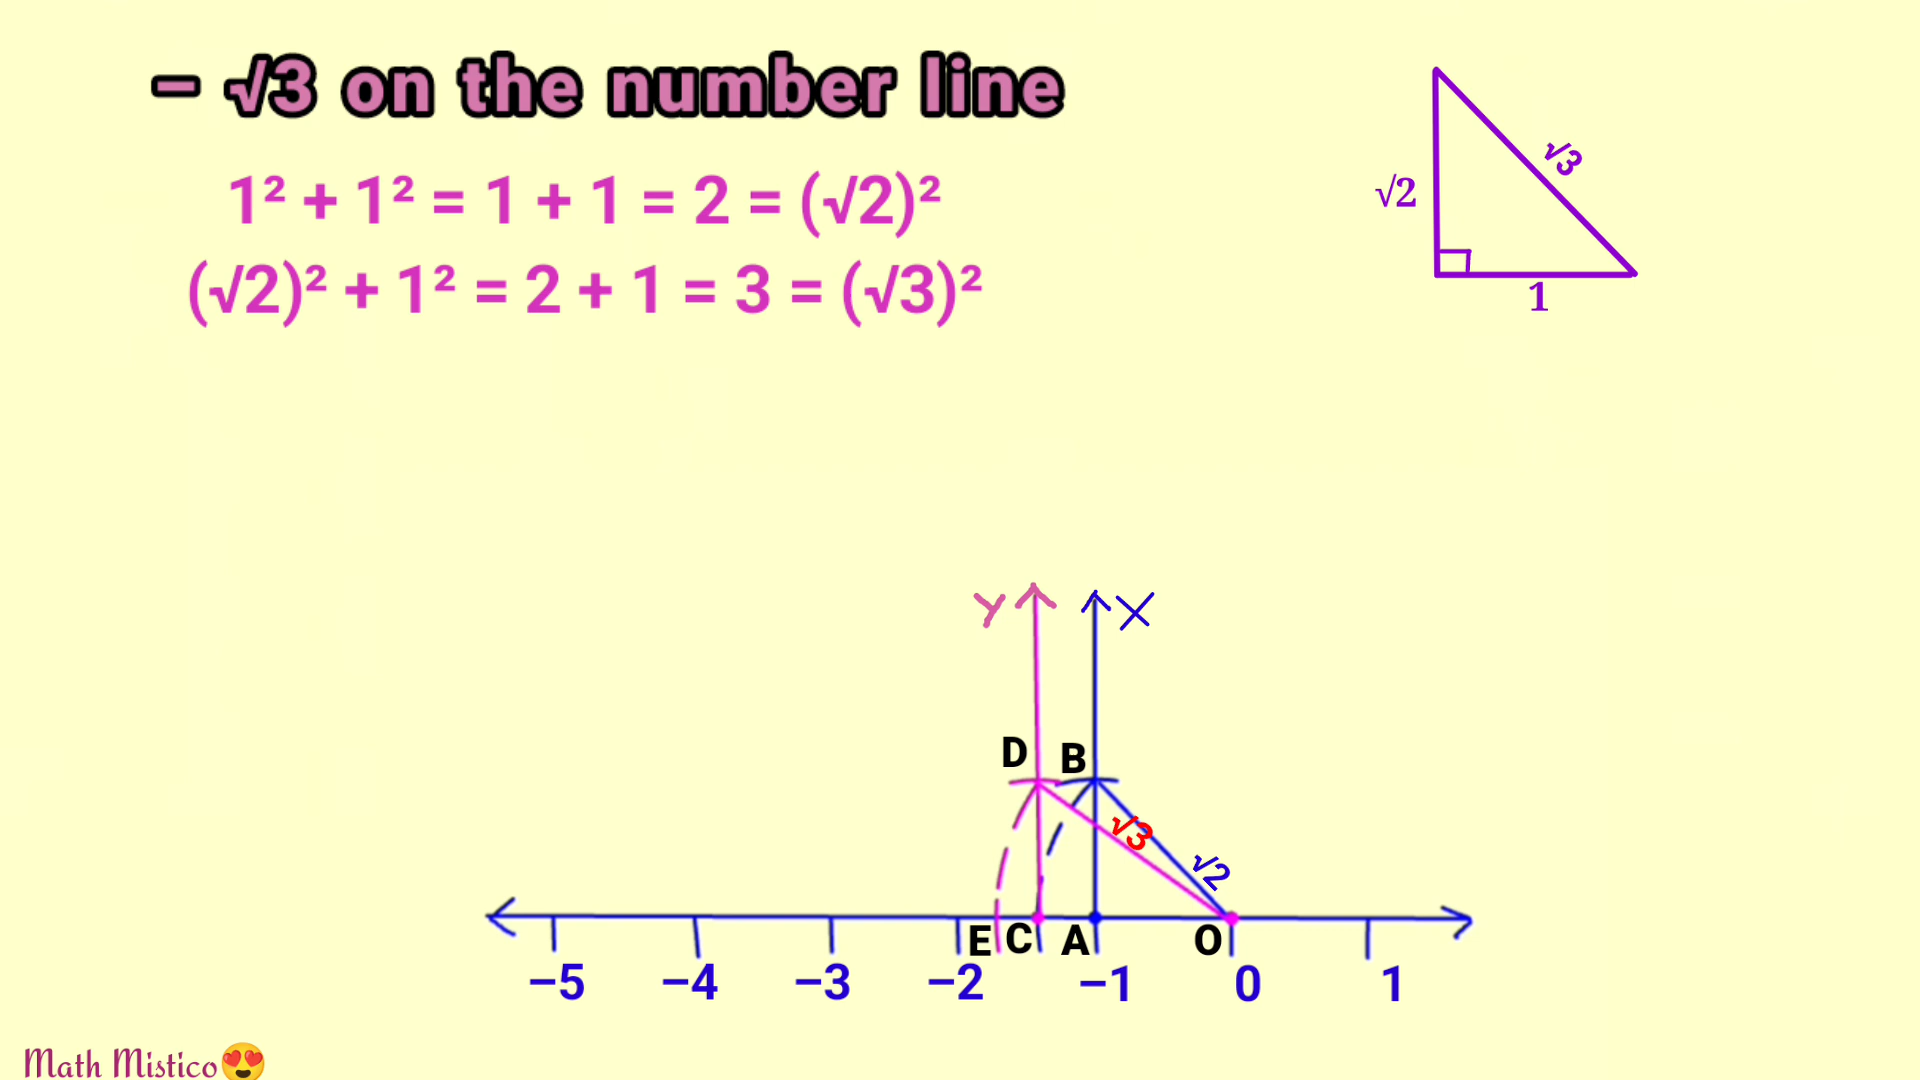 – √3 on the number line
1² + 1² = 1 + 1 = 2 = (√2)²
(√2)² + 1² = 2 + 1 = 3 = (√3)²
√3
√2
1
Y X
D B
√3
√2
E C A O
–5 –4 –3 –2 –1 0 1
Math Mistico😍